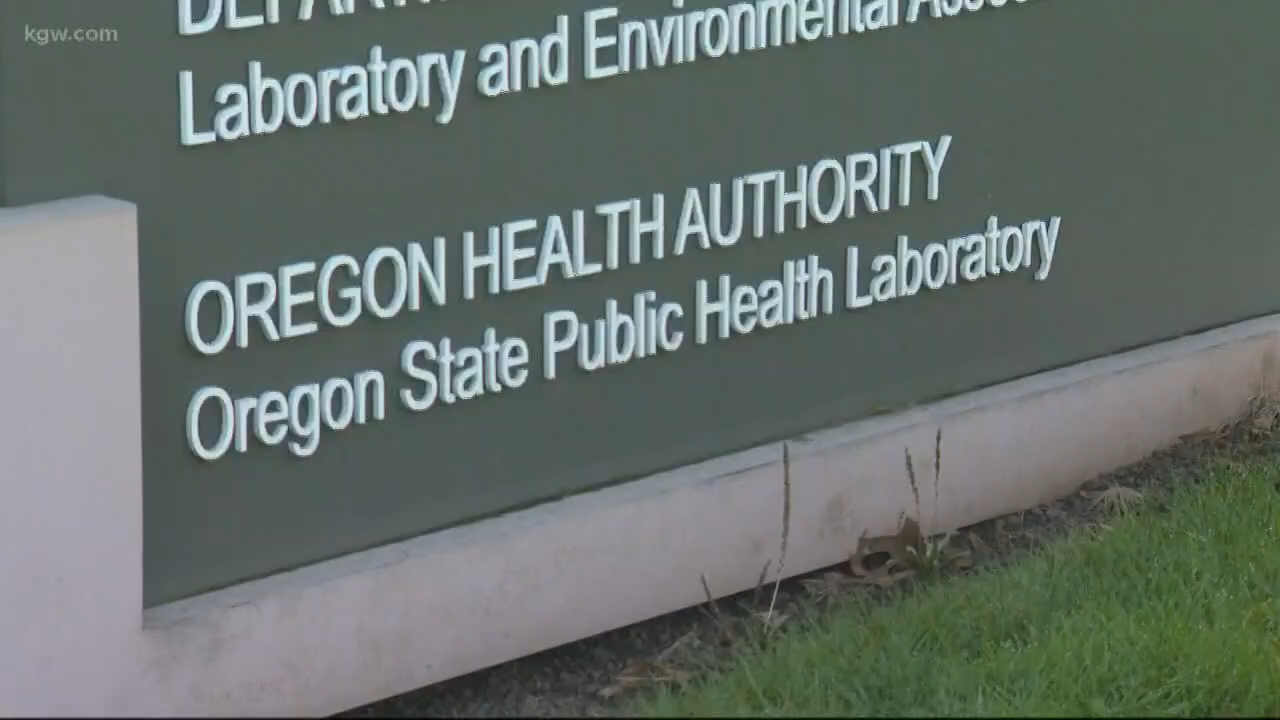 kgw.com
Laboratory and Environmental
OREGON HEALTH AUTHORITY
Oregon State Public Health Laboratory